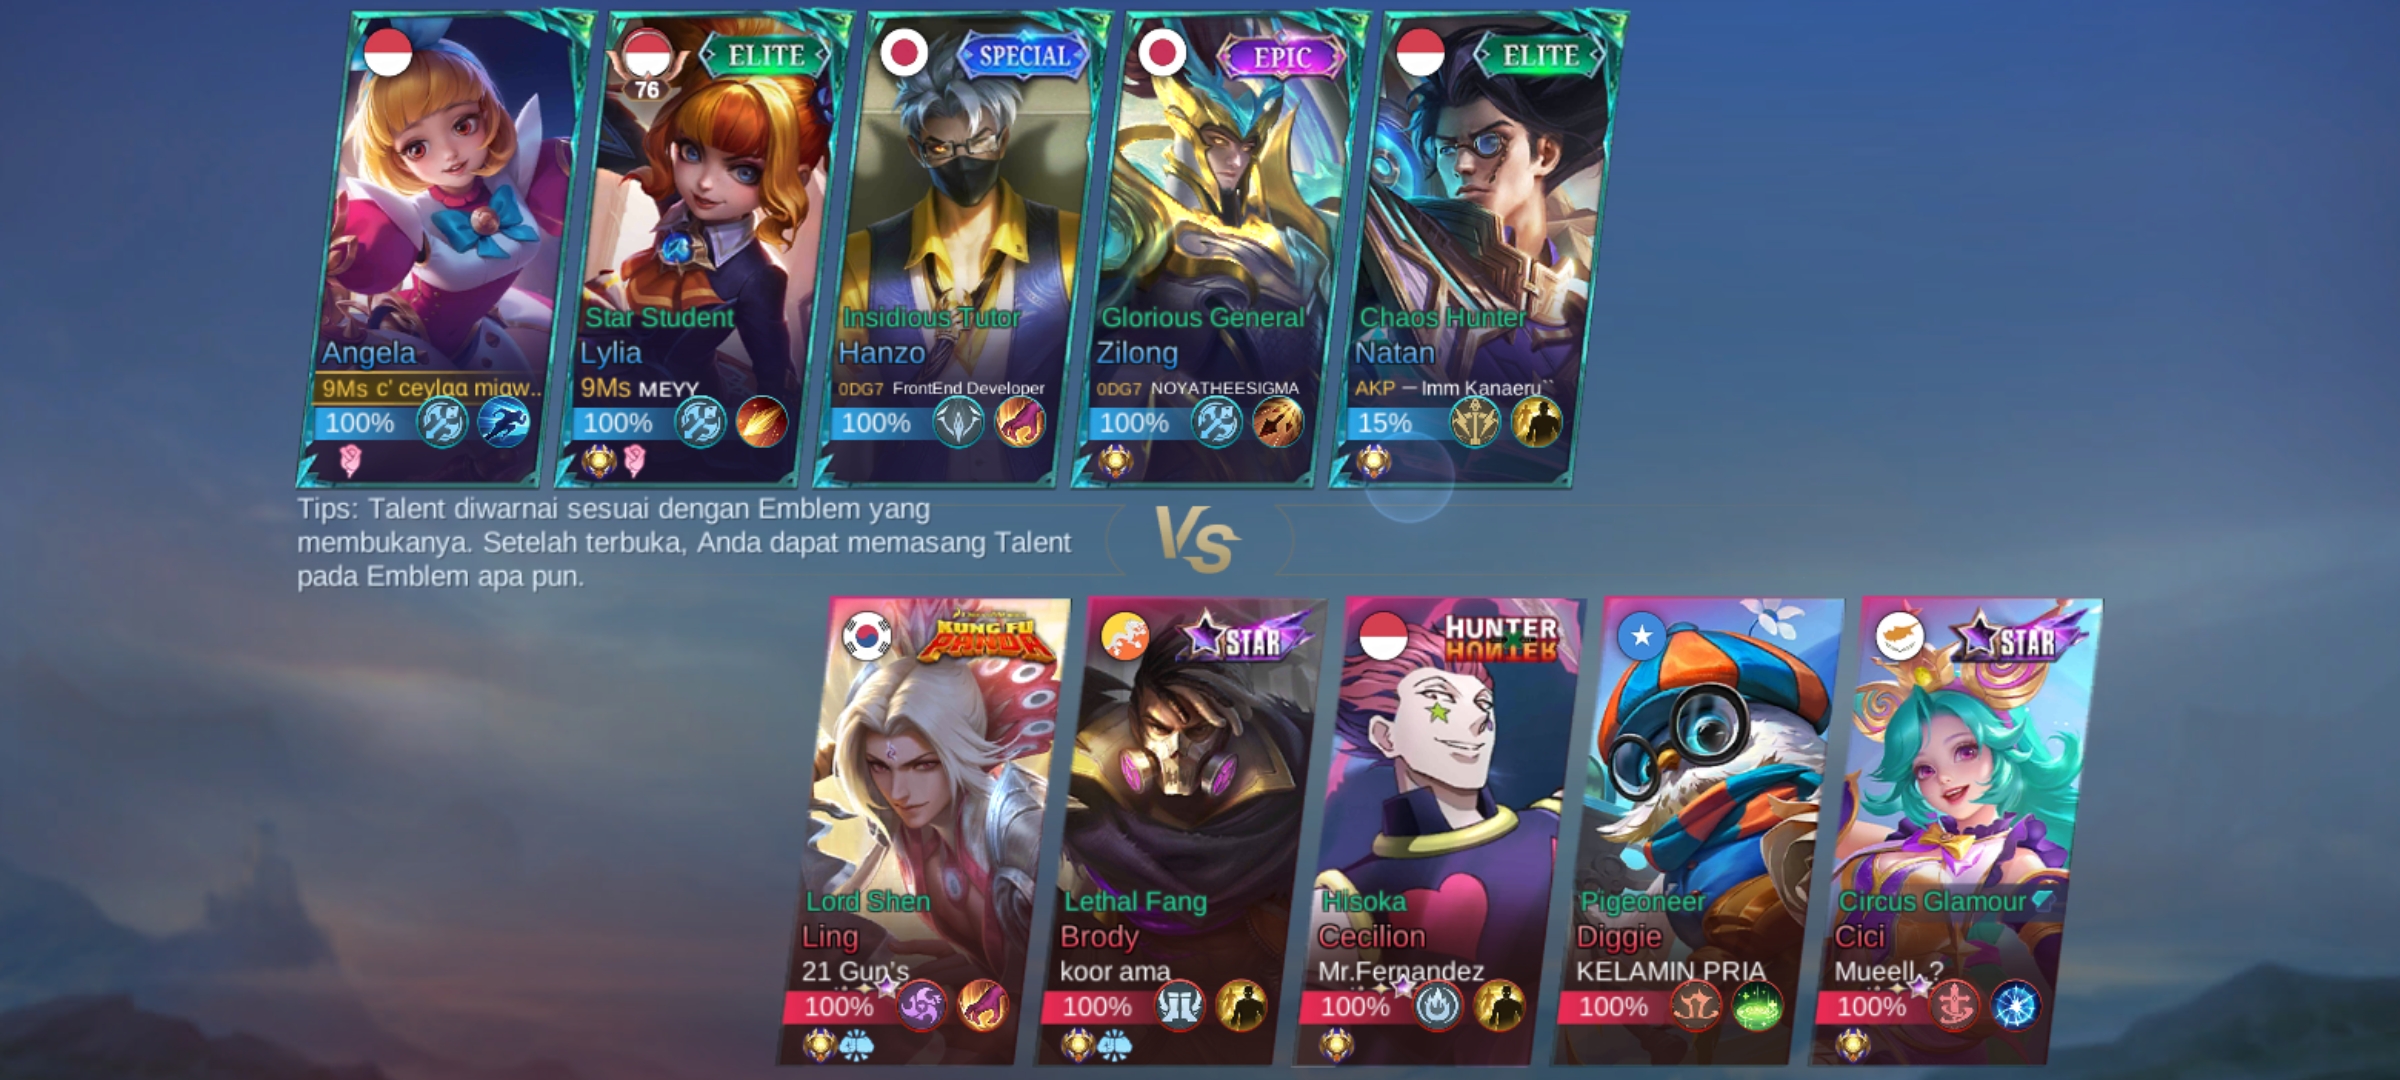 ELITE
SPECIAL
EPIC
ELITE
76
Star Student
Insidious Tutor
Glorious General
Chaos Hunter
Angela
Lylia
Hanzo
Zilong
Natan
9Ms c' ceylqa migw..
9Ms MEYY
0DG7 FrontEnd Developer
0DG7 NOYATHEESIGMA
AKP — Imm Kanaeru``
100%
100%
100%
100%
15%
Tips: Talent diwarnai sesuai dengan Emblem yang
membukanya. Setelah terbuka, Anda dapat memasang Talent
pada Emblem apa pun.
VS
KUNG FU
PANDA
STAR
HUNTER
HUNTER
STAR
Lord Shen
Lethal Fang
Hisoka
Pigeoneer
Circus Glamour
Ling
Brody
Cecilion
Diggie
Cici
21 Gun's
koor ama
Mr.Fernandez
KELAMIN PRIA
Mueell..?
100%
100%
100%
100%
100%